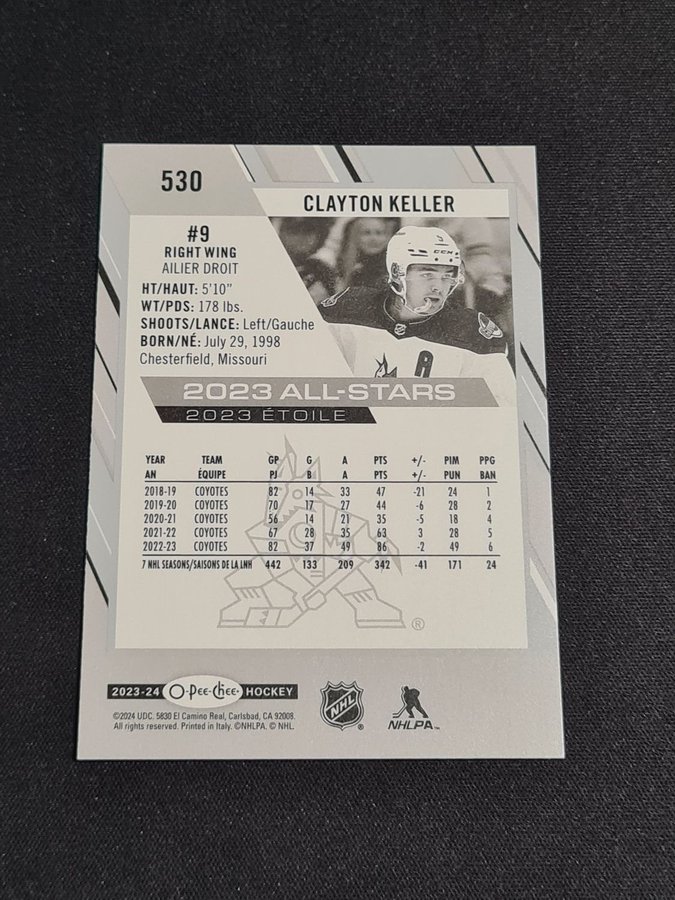 530
CLAYTON KELLER
#9
RIGHT WING
AILIER DROIT
HT/HAUT: 5'10"
WT/PDS: 178 lbs.
SHOOTS/LANCE: Left/Gauche
BORN/NÉ: July 29, 1998
Chesterfield, Missouri
9
CCM
A
2023 ALL-STARS
2023 ÉTOILE
YEAR TEAM GP G A PTS +/- PIM PPG
AN ÉQUIPE PJ B A PTS +/- PUN BAN
2018-19 COYOTES 82 14 33 47 -21 24 1
2019-20 COYOTES 70 17 27 44 -6 28 2
2020-21 COYOTES 56 14 21 35 -5 18 4
2021-22 COYOTES 67 28 35 63 3 28 5
2022-23 COYOTES 82 37 49 86 -2 49 6
7 NHL SEASONS/SAISONS DE LA LNH 442 133 209 342 -41 171 24
®
2023-24 O-Pee-Chee HOCKEY
NHL ®
NHLPA™
©2024 UDC. 5830 El Camino Real, Carlsbad, CA 92008.
All rights reserved. Printed in Italy. ©NHLPA. © NHL.